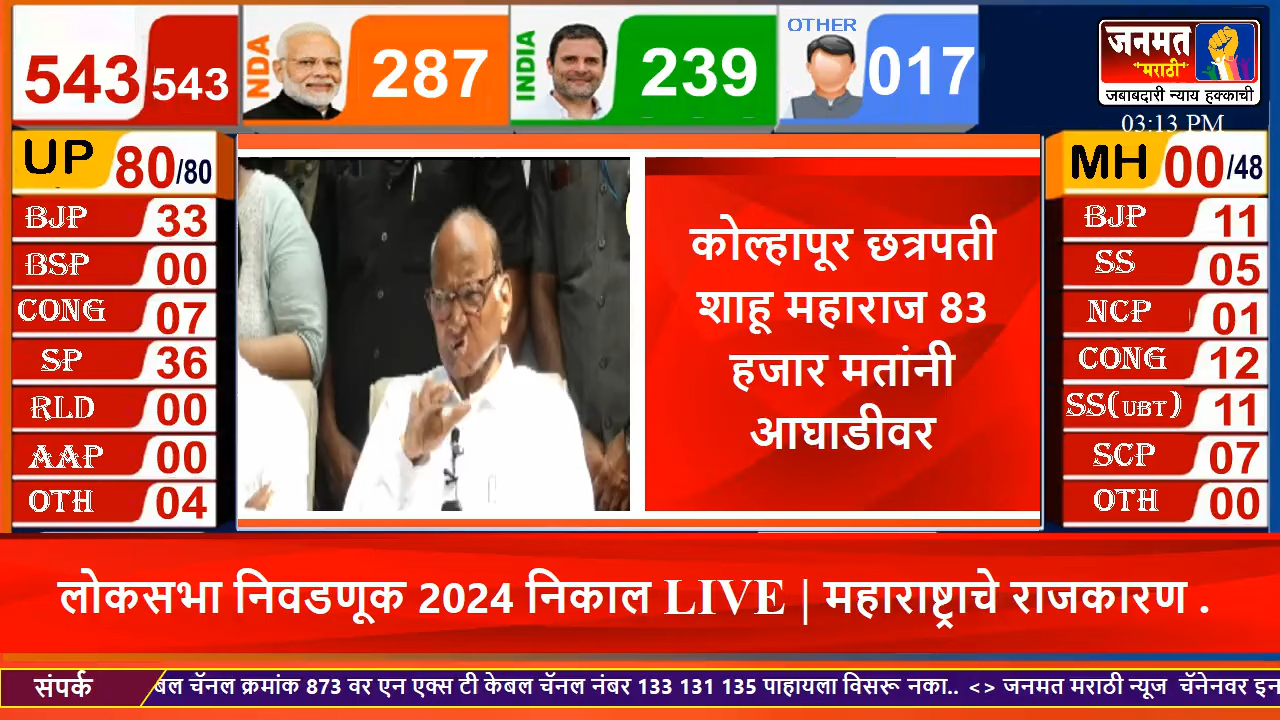 543 543
NDA 287
INDIA 239
OTHER 017
जनमत
"मराठी"
जबाबदारी न्याय हक्काची
03:13 PM
UP 80/80
BJP 33
BSP 00
CONG 07
SP 36
RLD 00
AAP 00
OTH 04
कोल्हापूर छत्रपती
शाहू महाराज 83
हजार मतांनी
आघाडीवर
MH 00/48
BJP 11
SS 05
NCP 01
CONG 12
SS(UBT) 11
SCP 07
OTH 00
लोकसभा निवडणूक 2024 निकाल LIVE | महाराष्ट्राचे राजकारण .
संपर्क
बल चॅनल क्रमांक 873 वर एन एक्स टी केबल चॅनल नंबर 133 131 135 पाहायला विसरू नका.. <> जनमत मराठी न्यूज चॅनेनवर इन